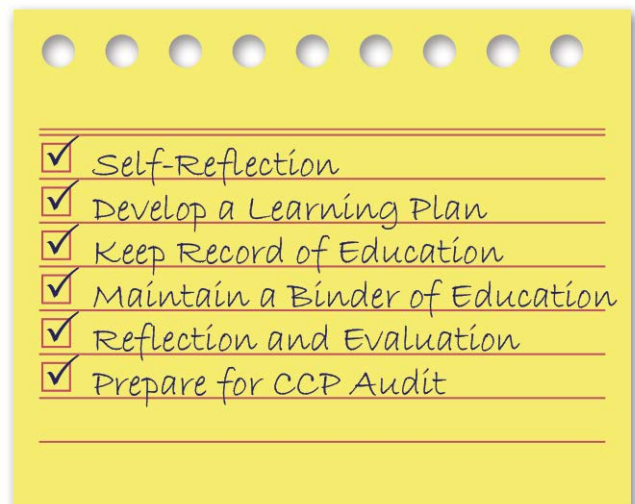 Self-Reflection
Develop a Learning Plan
Keep Record of Education
Maintain a Binder of Education
Reflection and Evaluation
Prepare for CCP Audit